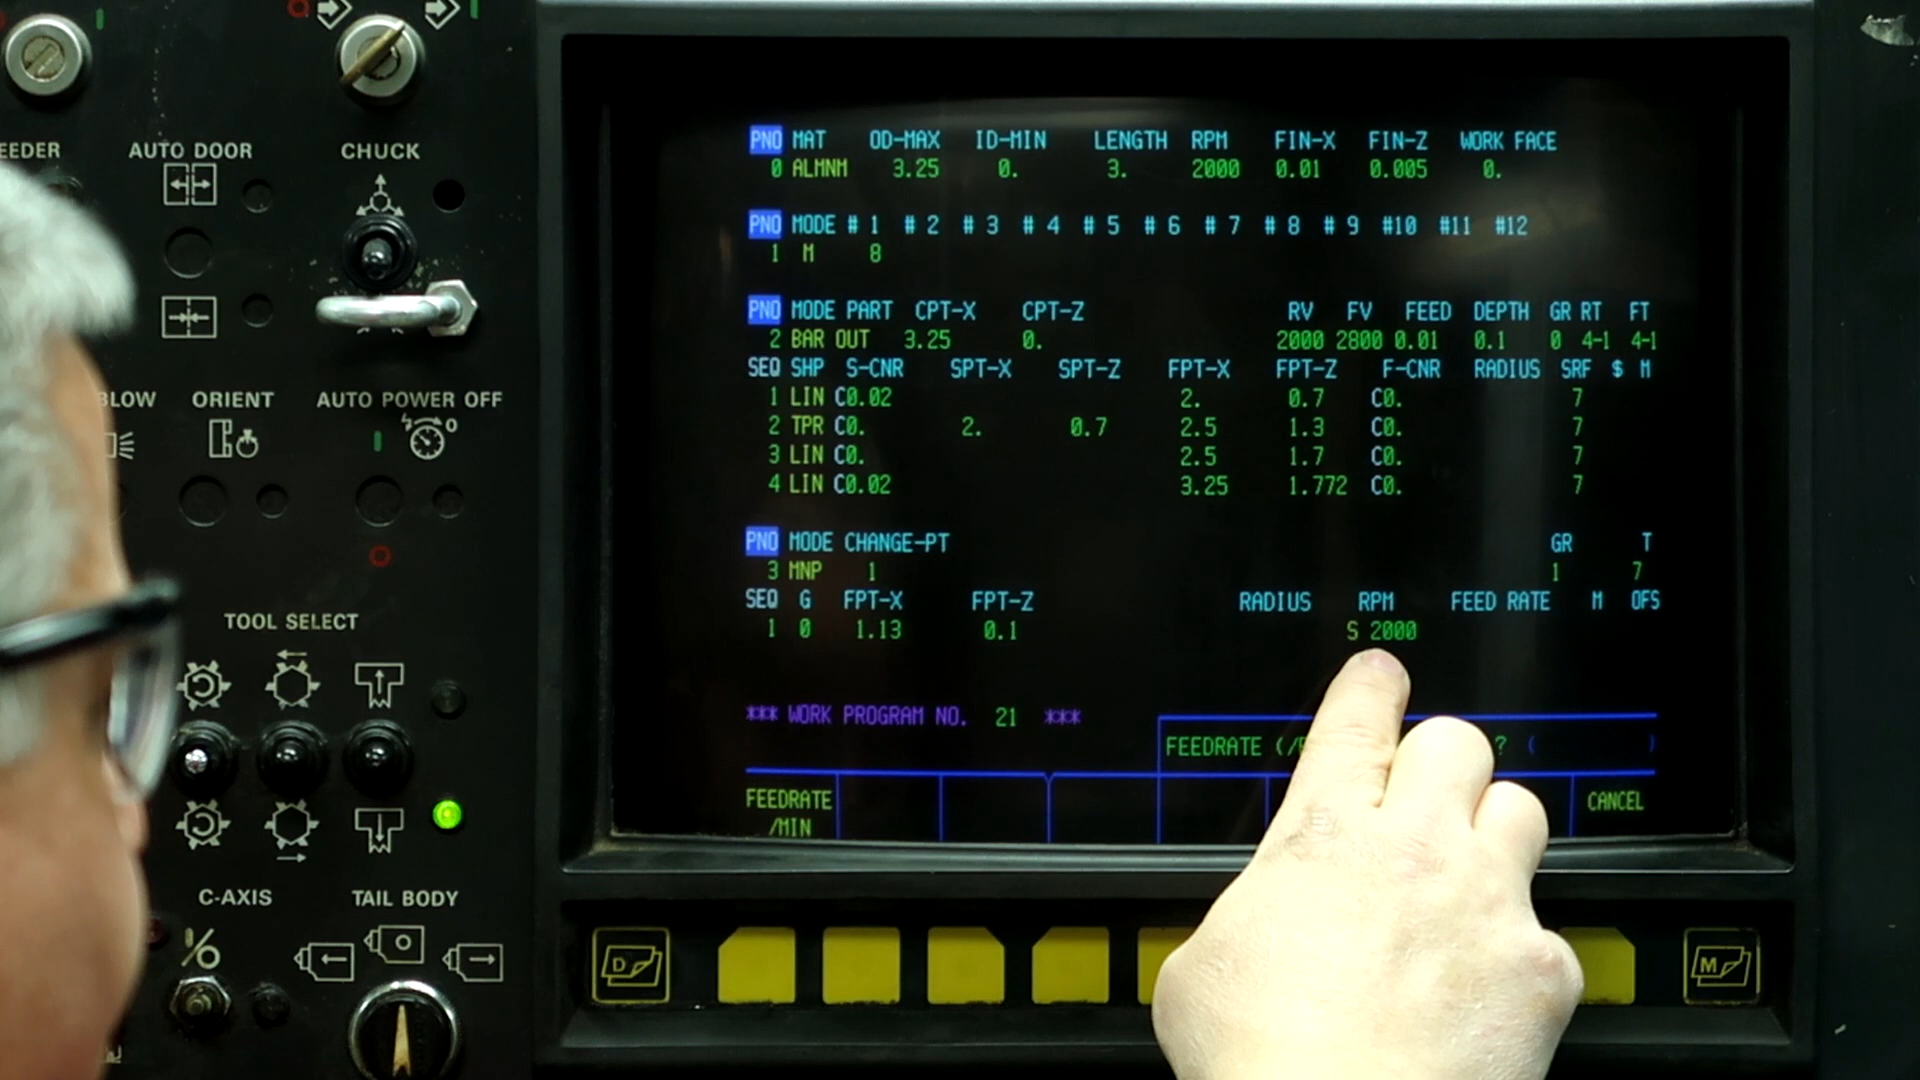 EEDER
AUTO DOOR
CHUCK
BLOW
ORIENT
AUTO POWER OFF
TOOL SELECT
C-AXIS
TAIL BODY
PNO MAT OD-MAX ID-MIN LENGTH RPM FIN-X FIN-Z WORK FACE
0 ALMNM 3.25 0. 3. 2000 0.01 0.005 0.
PNO MODE # 1 # 2 # 3 # 4 # 5 # 6 # 7 # 8 # 9 #10 #11 #12
1 M 8
PNO MODE PART CPT-X CPT-Z RV FV FEED DEPTH GR RT FT
2 BAR OUT 3.25 0. 2000 2800 0.01 0.1 0 4-1 4-1
SEQ SHP S-CNR SPT-X SPT-Z FPT-X FPT-Z F-CNR RADIUS SRF $ M
1 LIN C0.02 2. 0.7 C0. 7
2 TPR C0. 2. 0.7 2.5 1.3 C0. 7
3 LIN C0. 2.5 1.7 C0. 7
4 LIN C0.02 3.25 1.772 C0. 7
PNO MODE CHANGE-PT GR T
3 MNP 1 1 7
SEQ G FPT-X FPT-Z RADIUS RPM FEED RATE M OFS
1 0 1.13 0.1 S 2000
*** WORK PROGRAM NO. 21 ***
FEEDRATE (/ ? ( )
FEEDRATE
/MIN
CANCEL
D
M